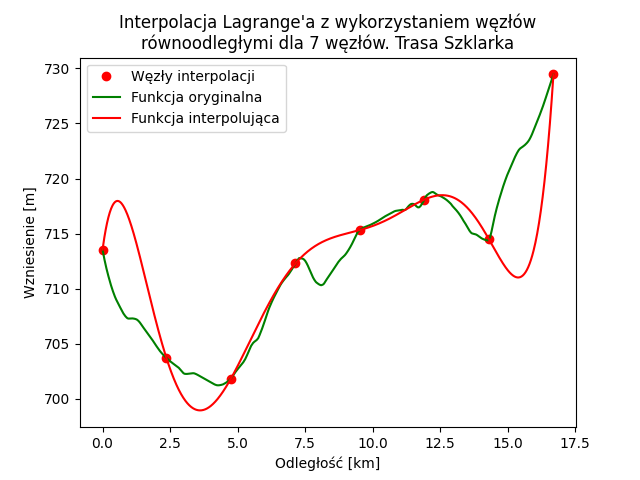 Interpolacja Lagrange'a z wykorzystaniem węzłów
równoodległymi dla 7 węzłów. Trasa Szklarka
Węzły interpolacji
Funkcja oryginalna
Funkcja interpolująca
Wzniesienie [m]
730
725
720
715
710
705
700
0.0 2.5 5.0 7.5 10.0 12.5 15.0 17.5
Odległość [km]